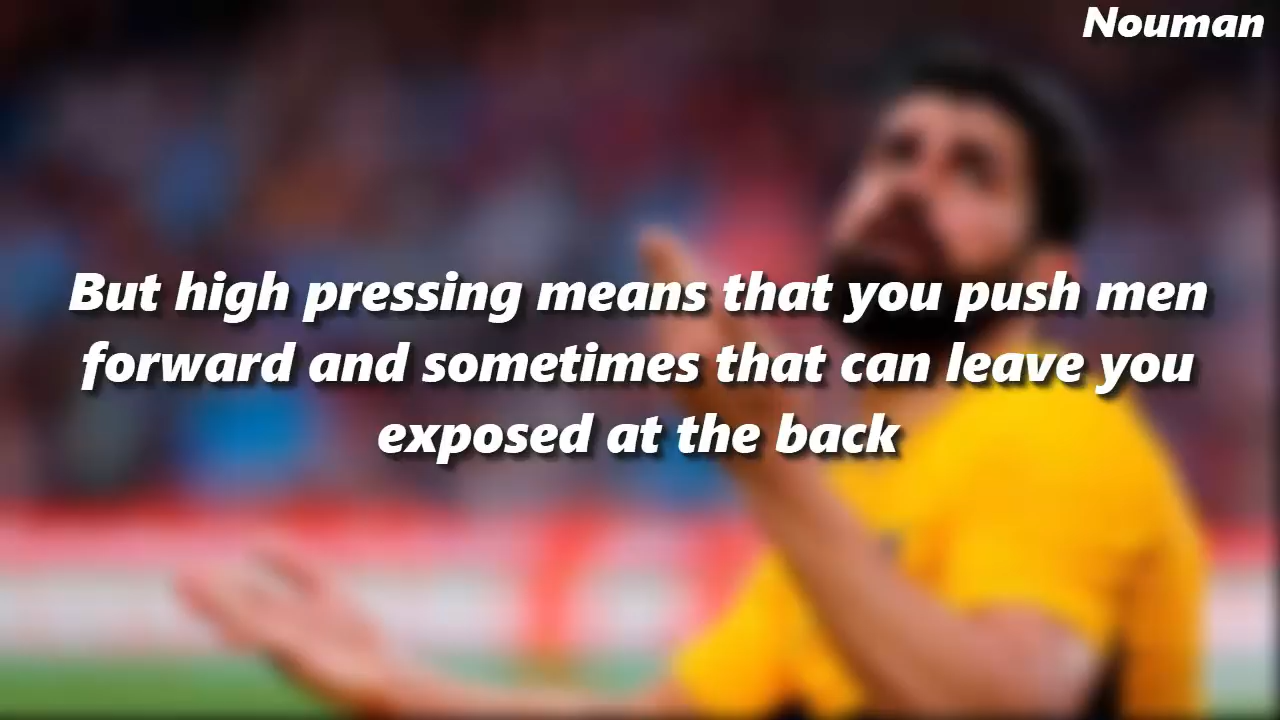 Nouman
But high pressing means that you push men
forward and sometimes that can leave you
exposed at the back